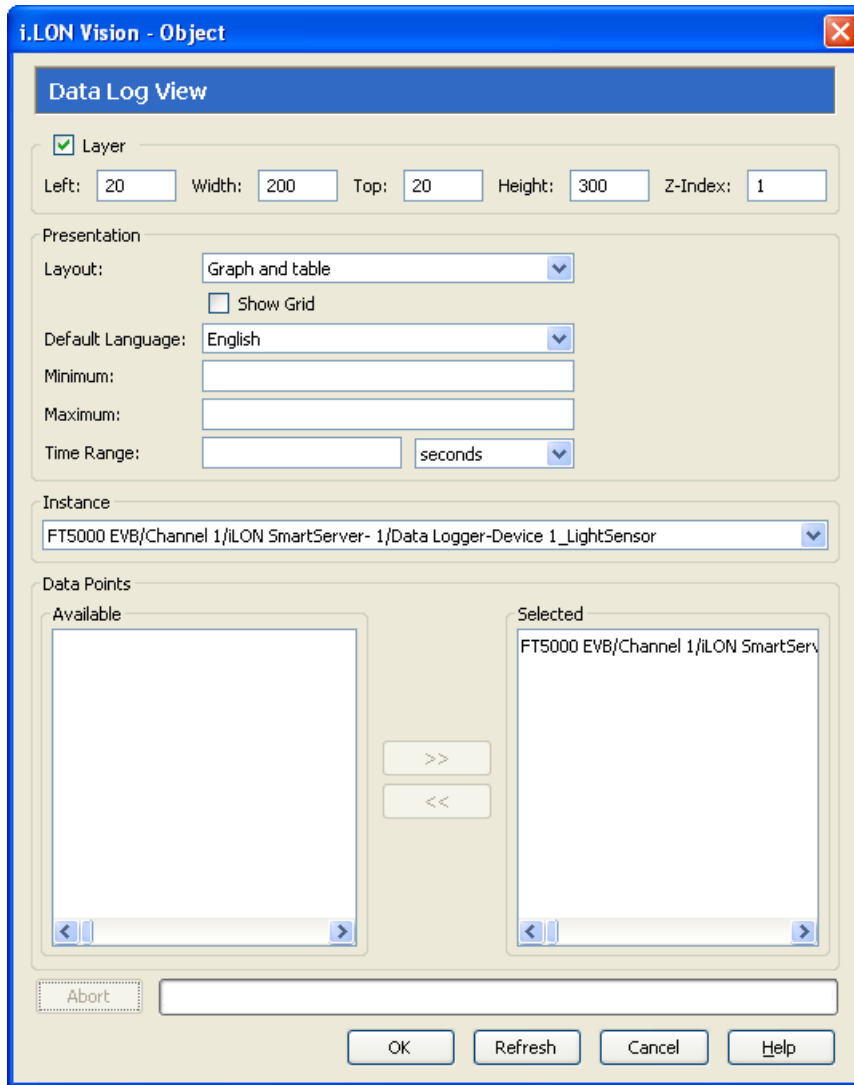 i.LON Vision - Object
Data Log View
Layer
Left: 20 Width: 200 Top: 20 Height: 300 Z-Index: 1
Presentation
Layout: Graph and table
Show Grid
Default Language: English
Minimum:
Maximum:
Time Range: seconds
Instance
FT5000 EVB/Channel 1/iLON SmartServer- 1/Data Logger-Device 1_LightSensor
Data Points
Available Selected
FT5000 EVB/Channel 1/iLON SmartServ
>>
<<
Abort
OK Refresh Cancel Help